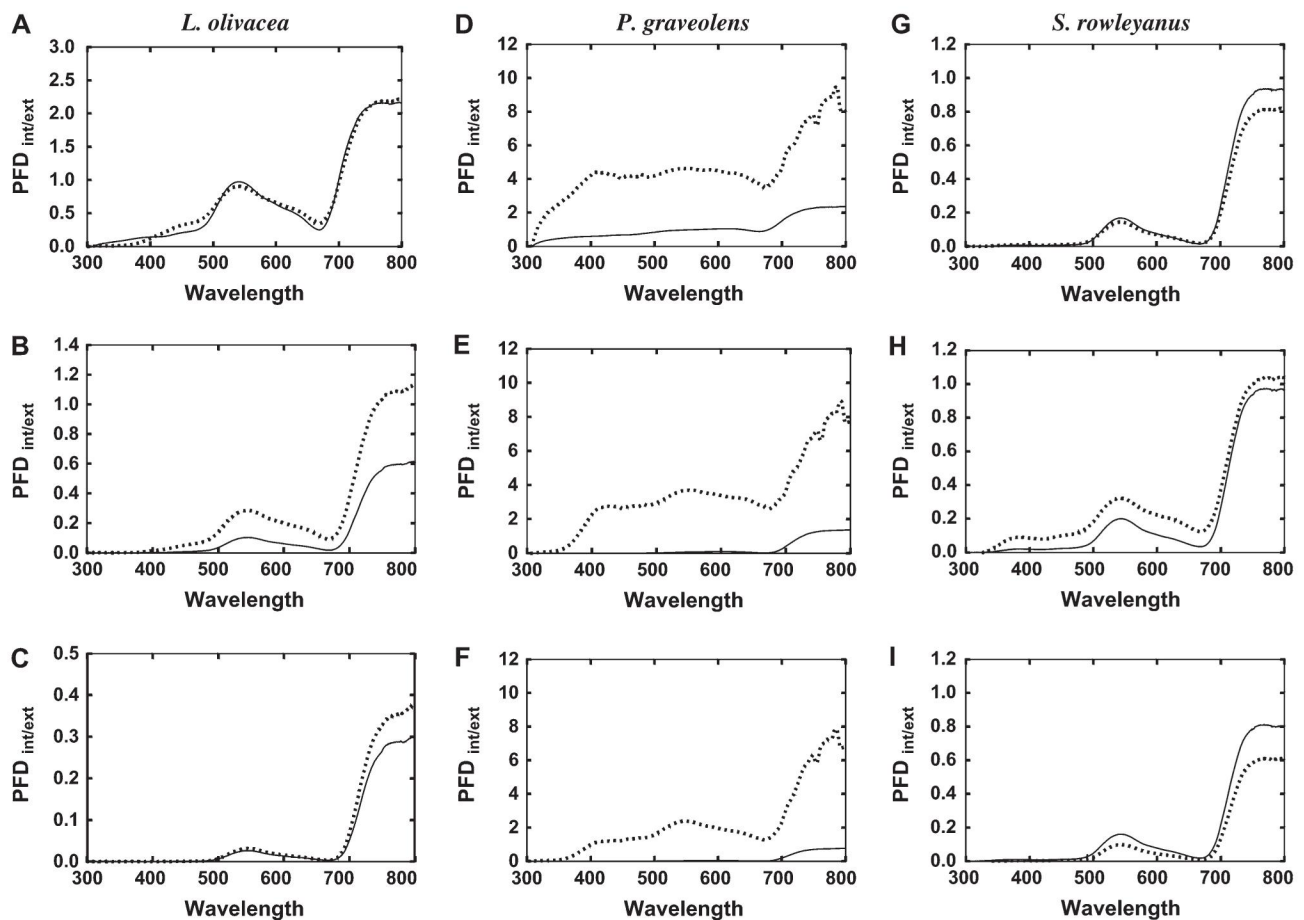 A
L. olivacea
D
P. graveolens
G
S. rowleyanus
3.0
2.5
2.0
1.5
1.0
0.5
0.0
PFD int/ext
300 400 500 600 700 800
Wavelength
12
10
8
6
4
2
0
PFD int/ext
300 400 500 600 700 800
Wavelength
1.2
1.0
0.8
0.6
0.4
0.2
0.0
PFD int/ext
300 400 500 600 700 800
Wavelength
B
1.4
1.2
1.0
0.8
0.6
0.4
0.2
0.0
PFD int/ext
300 400 500 600 700 800
Wavelength
E
12
10
8
6
4
2
0
PFD int/ext
300 400 500 600 700 800
Wavelength
H
1.2
1.0
0.8
0.6
0.4
0.2
0.0
PFD int/ext
300 400 500 600 700 800
Wavelength
C
0.5
0.4
0.3
0.2
0.1
0.0
PFD int/ext
300 400 500 600 700 800
Wavelength
F
12
10
8
6
4
2
0
PFD int/ext
300 400 500 600 700 800
Wavelength
I
1.2
1.0
0.8
0.6
0.4
0.2
0.0
PFD int/ext
300 400 500 600 700 800
Wavelength